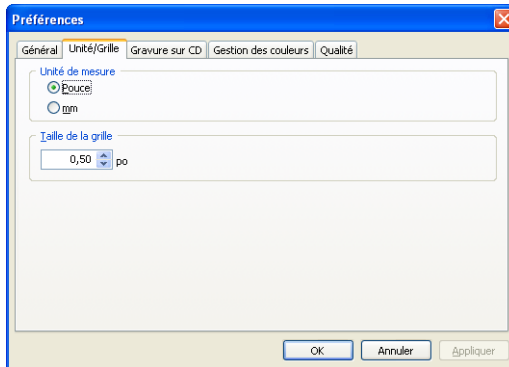 Préférences
Général Unité/Grille Gravure sur CD Gestion des couleurs Qualité
Unité de mesure
Pouce
mm
Taille de la grille
0,50 po
OK Annuler Appliquer